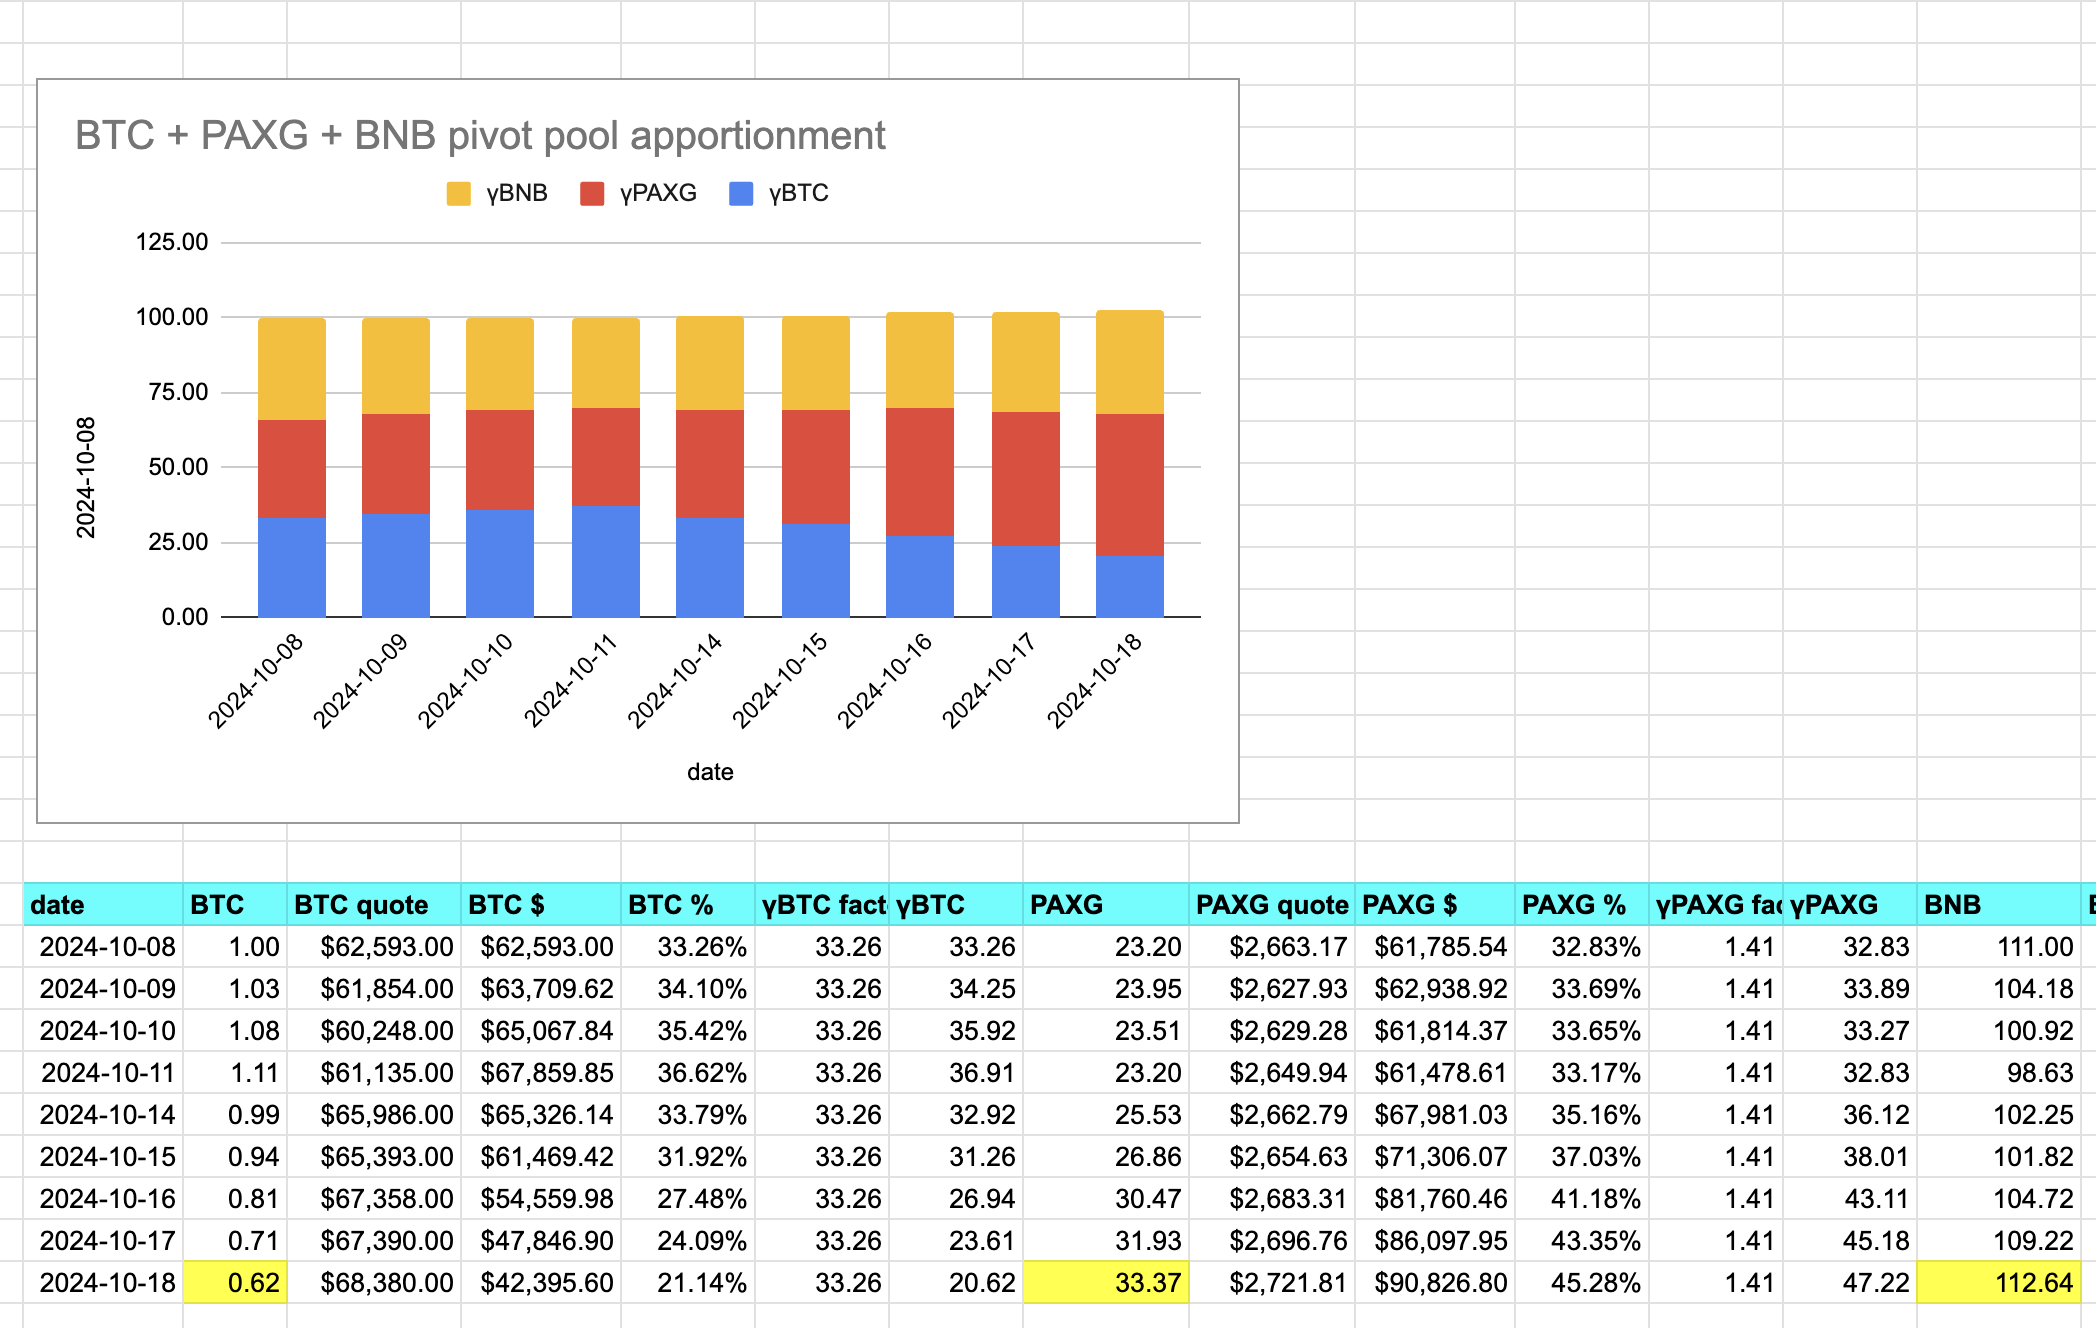 BTC + PAXG + BNB pivot pool apportionment
γBNB γPAXG γBTC
125.00
100.00
75.00
50.00
25.00
0.00
2024-10-08
2024-10-08 2024-10-09 2024-10-10 2024-10-11 2024-10-14 2024-10-15 2024-10-16 2024-10-17 2024-10-18
date
date BTC BTC quote BTC $ BTC % γBTC fact γBTC PAXG PAXG quote PAXG $ PAXG % γPAXG fac γPAXG BNB
2024-10-08 1.00 $62,593.00 $62,593.00 33.26% 33.26 33.26 23.20 $2,663.17 $61,785.54 32.83% 1.41 32.83 111.00
2024-10-09 1.03 $61,854.00 $63,709.62 34.10% 33.26 34.25 23.95 $2,627.93 $62,938.92 33.69% 1.41 33.89 104.18
2024-10-10 1.08 $60,248.00 $65,067.84 35.42% 33.26 35.92 23.51 $2,629.28 $61,814.37 33.65% 1.41 33.27 100.92
2024-10-11 1.11 $61,135.00 $67,859.85 36.62% 33.26 36.91 23.20 $2,649.94 $61,478.61 33.17% 1.41 32.83 98.63
2024-10-14 0.99 $65,986.00 $65,326.14 33.79% 33.26 32.92 25.53 $2,662.79 $67,981.03 35.16% 1.41 36.12 102.25
2024-10-15 0.94 $65,393.00 $61,469.42 31.92% 33.26 31.26 26.86 $2,654.63 $71,306.07 37.03% 1.41 38.01 101.82
2024-10-16 0.81 $67,358.00 $54,559.98 27.48% 33.26 26.94 30.47 $2,683.31 $81,760.46 41.18% 1.41 43.11 104.72
2024-10-17 0.71 $67,390.00 $47,846.90 24.09% 33.26 23.61 31.93 $2,696.76 $86,097.95 43.35% 1.41 45.18 109.22
2024-10-18 0.62 $68,380.00 $42,395.60 21.14% 33.26 20.62 33.37 $2,721.81 $90,826.80 45.28% 1.41 47.22 112.64